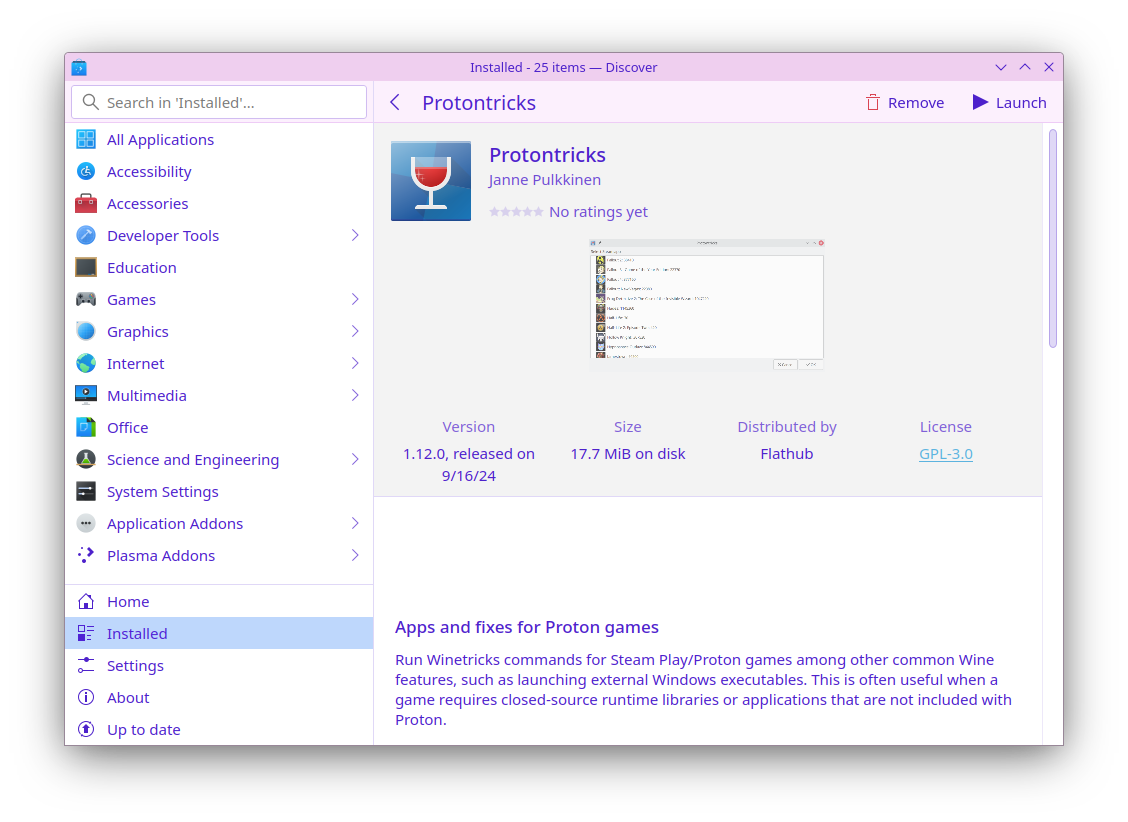 Installed - 25 items — Discover
Search in 'Installed'...
All Applications
Accessibility
Accessories
Developer Tools
Education
Games
Graphics
Internet
Multimedia
Office
Science and Engineering
System Settings
Application Addons
Plasma Addons
Home
Installed
Settings
About
Up to date
Protontricks
Remove
Launch
Protontricks
Janne Pulkkinen
No ratings yet
Version
1.12.0, released on
9/16/24
Size
17.7 MiB on disk
Distributed by
Flathub
License
GPL-3.0
Apps and fixes for Proton games
Run Winetricks commands for Steam Play/Proton games among other common Wine
features, such as launching external Windows executables. This is often useful when a
game requires closed-source runtime libraries or applications that are not included with
Proton.